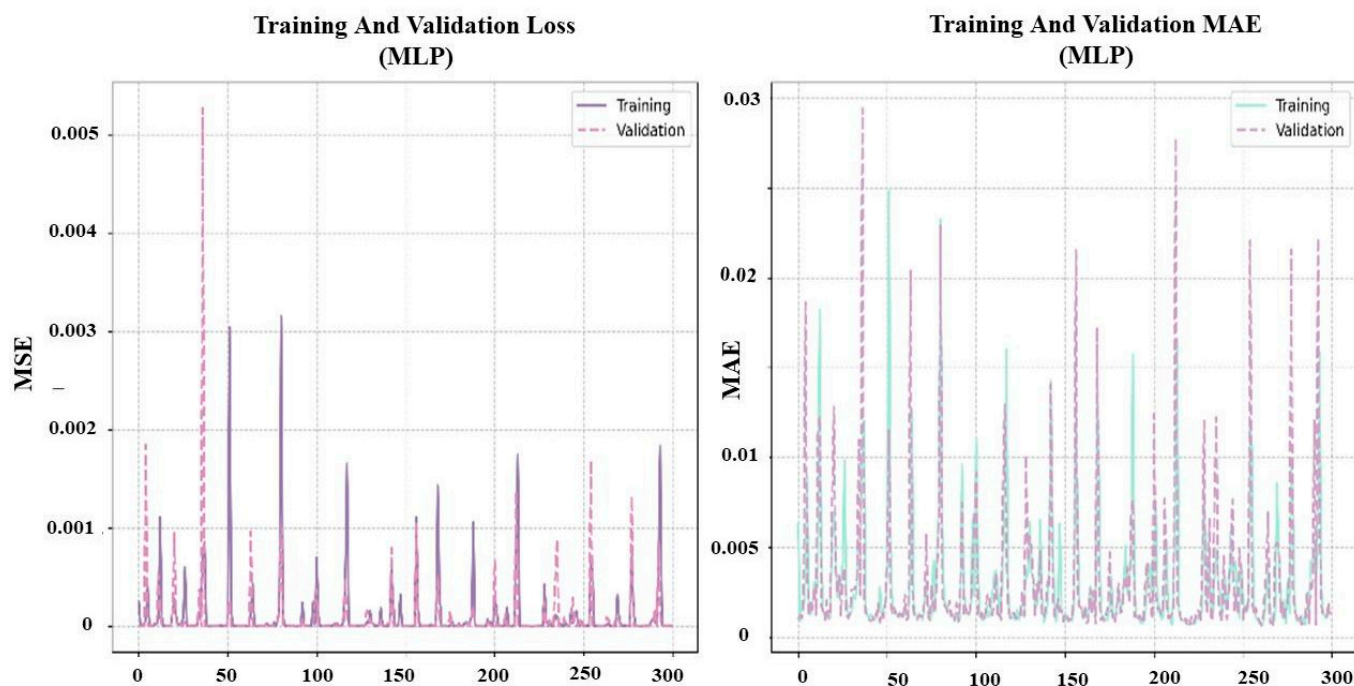 Training And Validation Loss
(MLP)
Training
Validation
0.005
0.004
0.003
0.002
0.001
0
MSE
0 50 100 150 200 250 300
Training And Validation MAE
(MLP)
Training
Validation
0.03
0.02
0.01
0.005
0
MAE
0 50 100 150 200 250 300